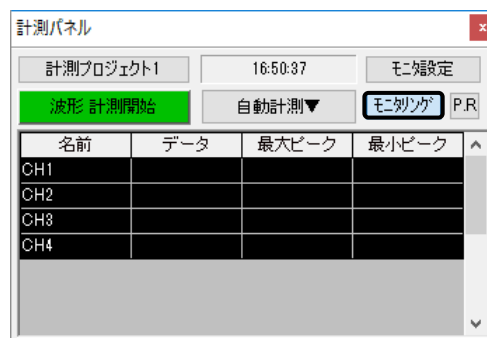 計測パネル x
計測プロジェクト1 16:50:37 ﾓﾆﾀ設定
波形 計測開始 自動計測▼ ﾓﾆﾀﾘﾝｸﾞ P.R
名前 データ 最大ピーク 最小ピーク
CH1
CH2
CH3
CH4